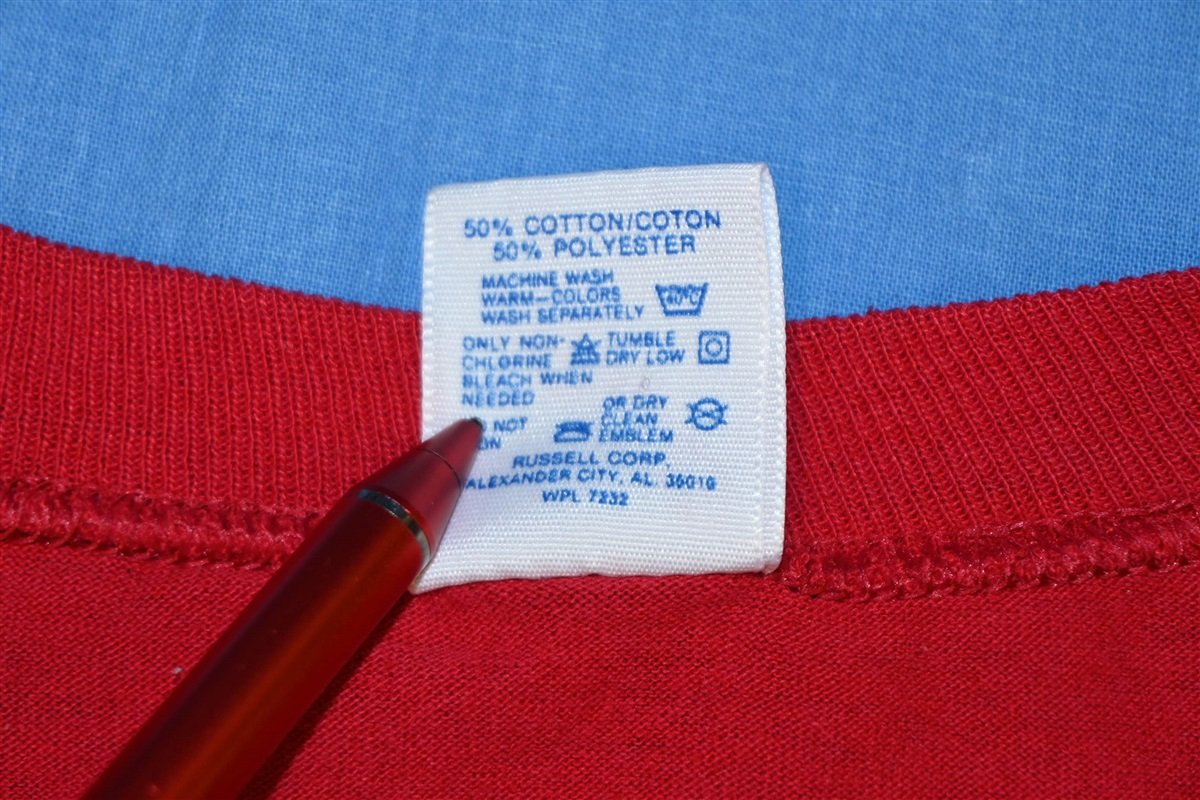 50% COTTON/COTON
50% POLYESTER
MACHINE WASH
WARM—COLORS
WASH SEPARATELY
40°C
ONLY NON-
CHLORINE
BLEACH WHEN
NEEDED
TUMBLE
DRY LOW
NOT
OR DRY
CLEAN
EMBLEM
RUSSELL CORP.
ALEXANDER CITY, AL. 35010
WPL 7232